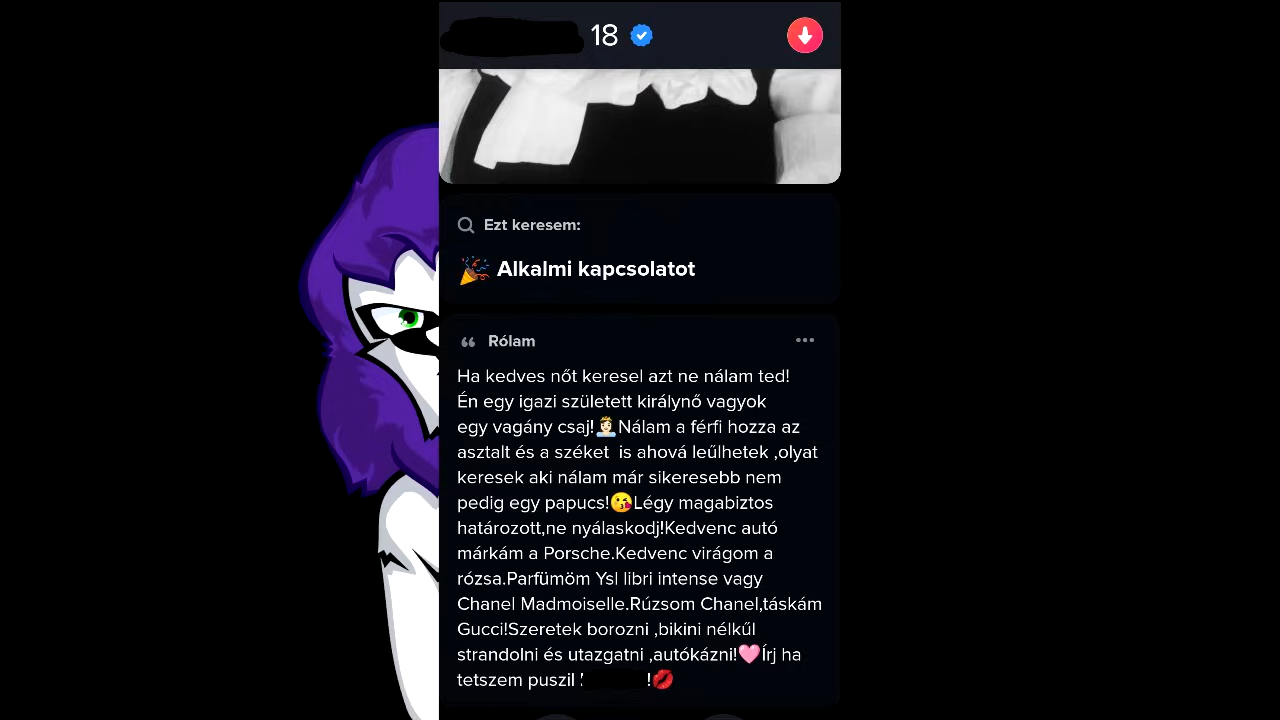 18
Ezt keresem:
🎉 Alkalmi kapcsolatot
Rólam
Ha kedves nőt keresel azt ne nálam ted!
Én egy igazi született királynő vagyok
egy vagány csaj!👸🏻Nálam a férfi hozza az
asztalt és a széket  is ahová leűlhetek ,olyat
keresek aki nálam már sikeresebb nem
pedig egy papucs!😘Légy magabiztos
határozott,ne nyálaskodj!Kedvenc autó
márkám a Porsche.Kedvenc virágom a
rózsa.Parfümöm Ysl libri intense vagy
Chanel Madmoiselle.Rúzsom Chanel,táskám
Gucci!Szeretek borozni ,bikini nélkűl
strandolni és utazgatni ,autókázni!🩷Írj ha
tetszem puszil !💋